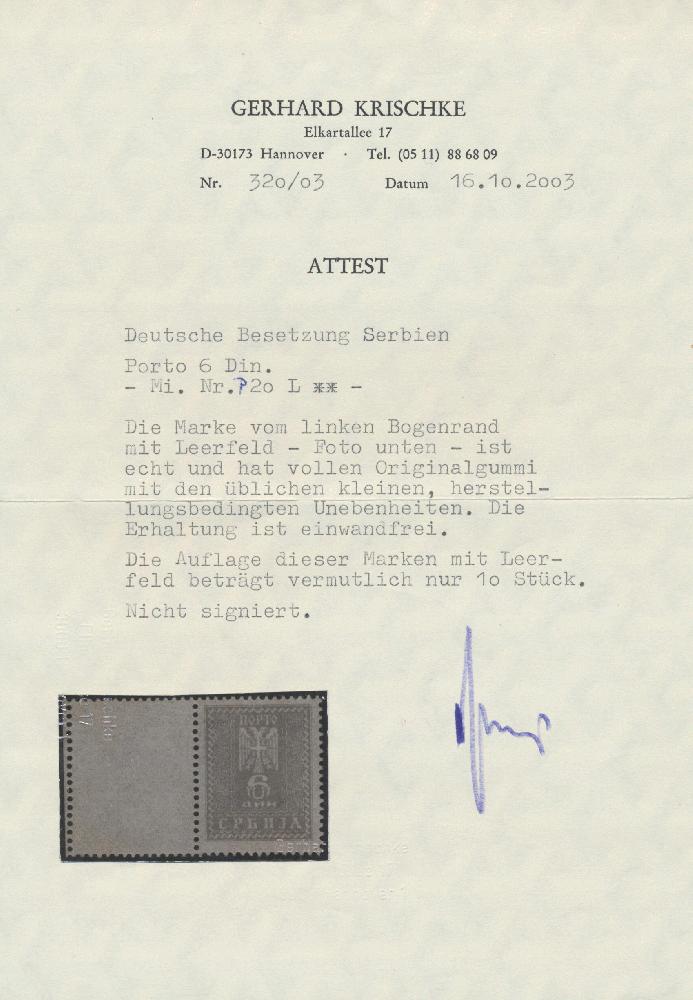 GERHARD KRISCHKE
Elkartallee 17
D-30173 Hannover · Tel. (05 11) 88 68 09
Nr. 320/03 Datum 16.10.2003
ATTEST
Deutsche Besetzung Serbien
Porto 6 Din.
- Mi. Nr.P20 L ** -
Die Marke vom linken Bogenrand
mit Leerfeld - Foto unten - ist
echt und hat vollen Originalgummi
mit den üblichen kleinen, herstel-
lungsbedingten Unebenheiten. Die
Erhaltung ist einwandfrei.
Die Auflage dieser Marken mit Leer-
feld beträgt vermutlich nur 10 Stück.
Nicht signiert.
ПОРТО
6
ДИН
СРБИЈА